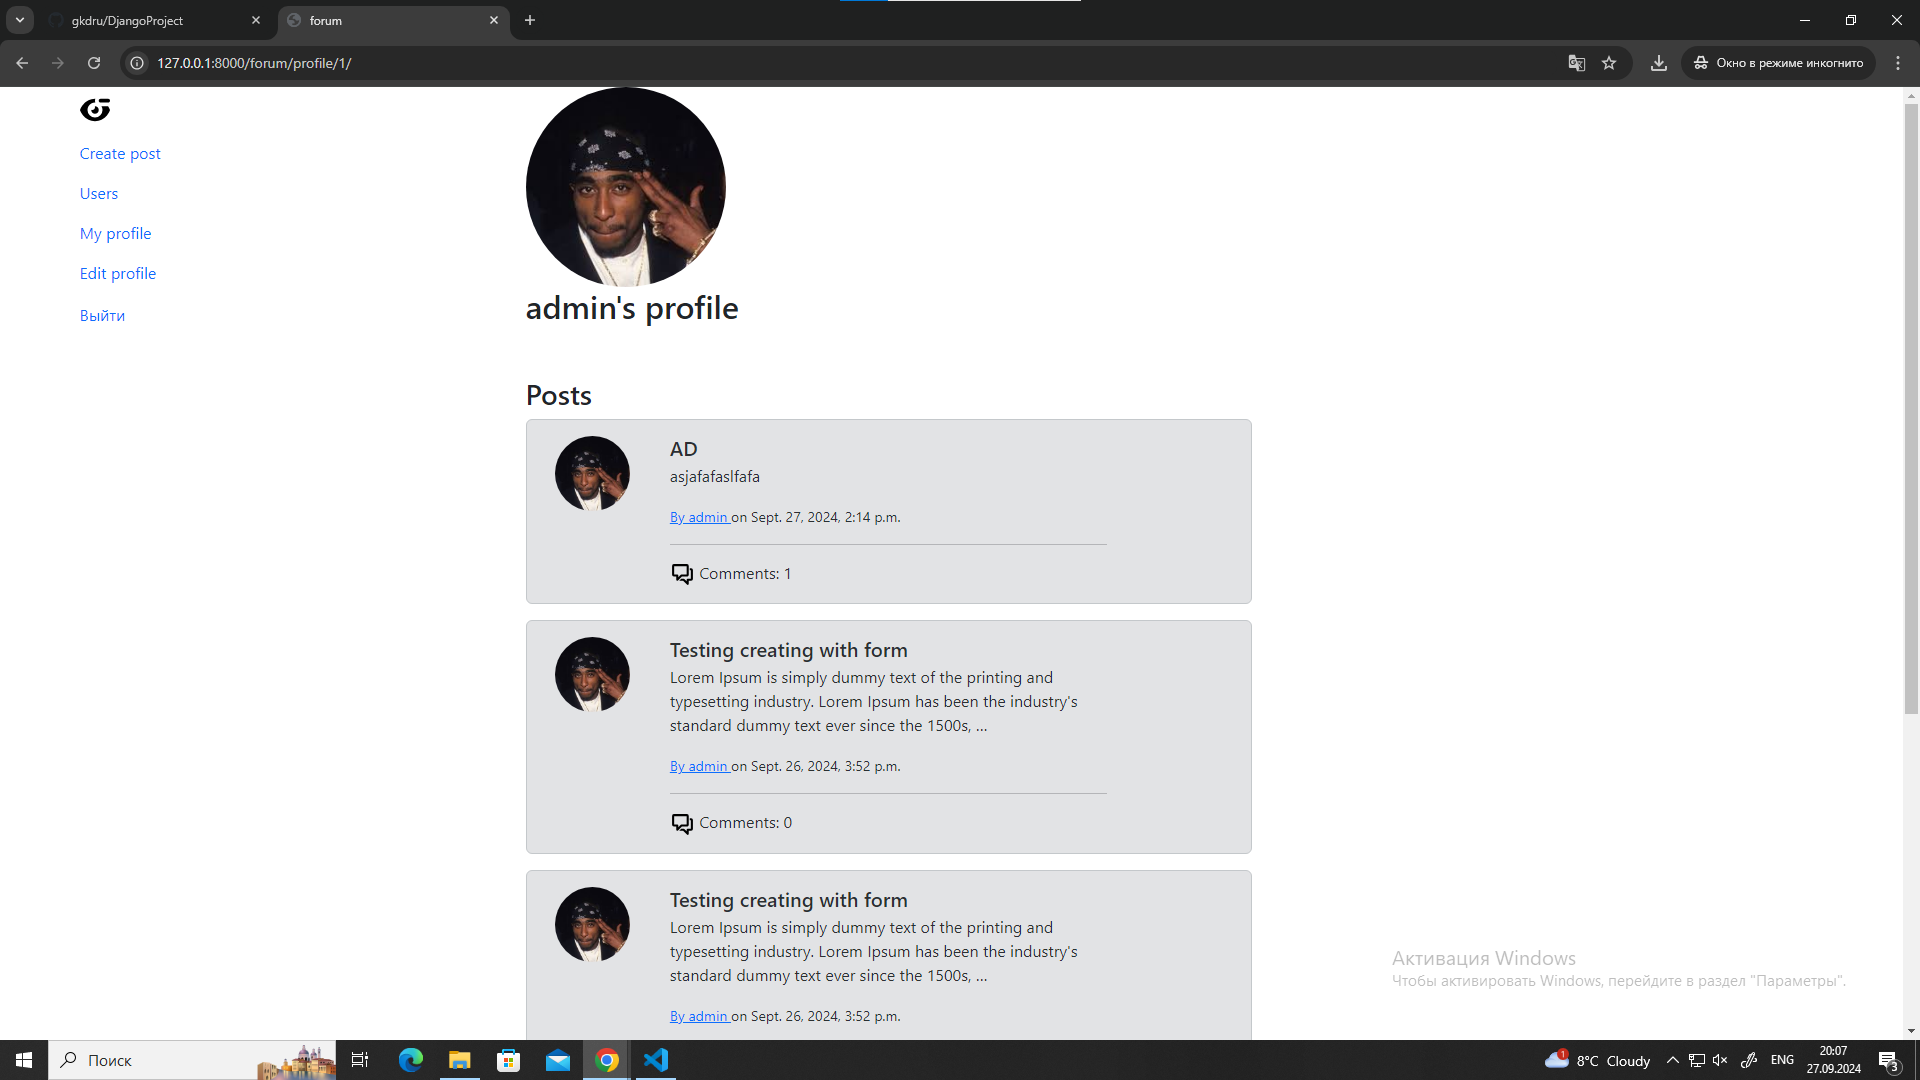 gkdru/DjangoProject
forum
127.0.0.1:8000/forum/profile/1/
Окно в режиме инкогнито
Create post
Users
My profile
Edit profile
Выйти
admin's profile
Posts
AD
asjafafaslfafa
By admin on Sept. 27, 2024, 2:14 p.m.
Comments: 1
Testing creating with form
Lorem Ipsum is simply dummy text of the printing and
typesetting industry. Lorem Ipsum has been the industry's
standard dummy text ever since the 1500s, …
By admin on Sept. 26, 2024, 3:52 p.m.
Comments: 0
Testing creating with form
Lorem Ipsum is simply dummy text of the printing and
typesetting industry. Lorem Ipsum has been the industry's
standard dummy text ever since the 1500s, …
By admin on Sept. 26, 2024, 3:52 p.m.
Активация Windows
Чтобы активировать Windows, перейдите в раздел "Параметры".
Поиск
1
8°C Cloudy
ENG
20:07
27.09.2024
3